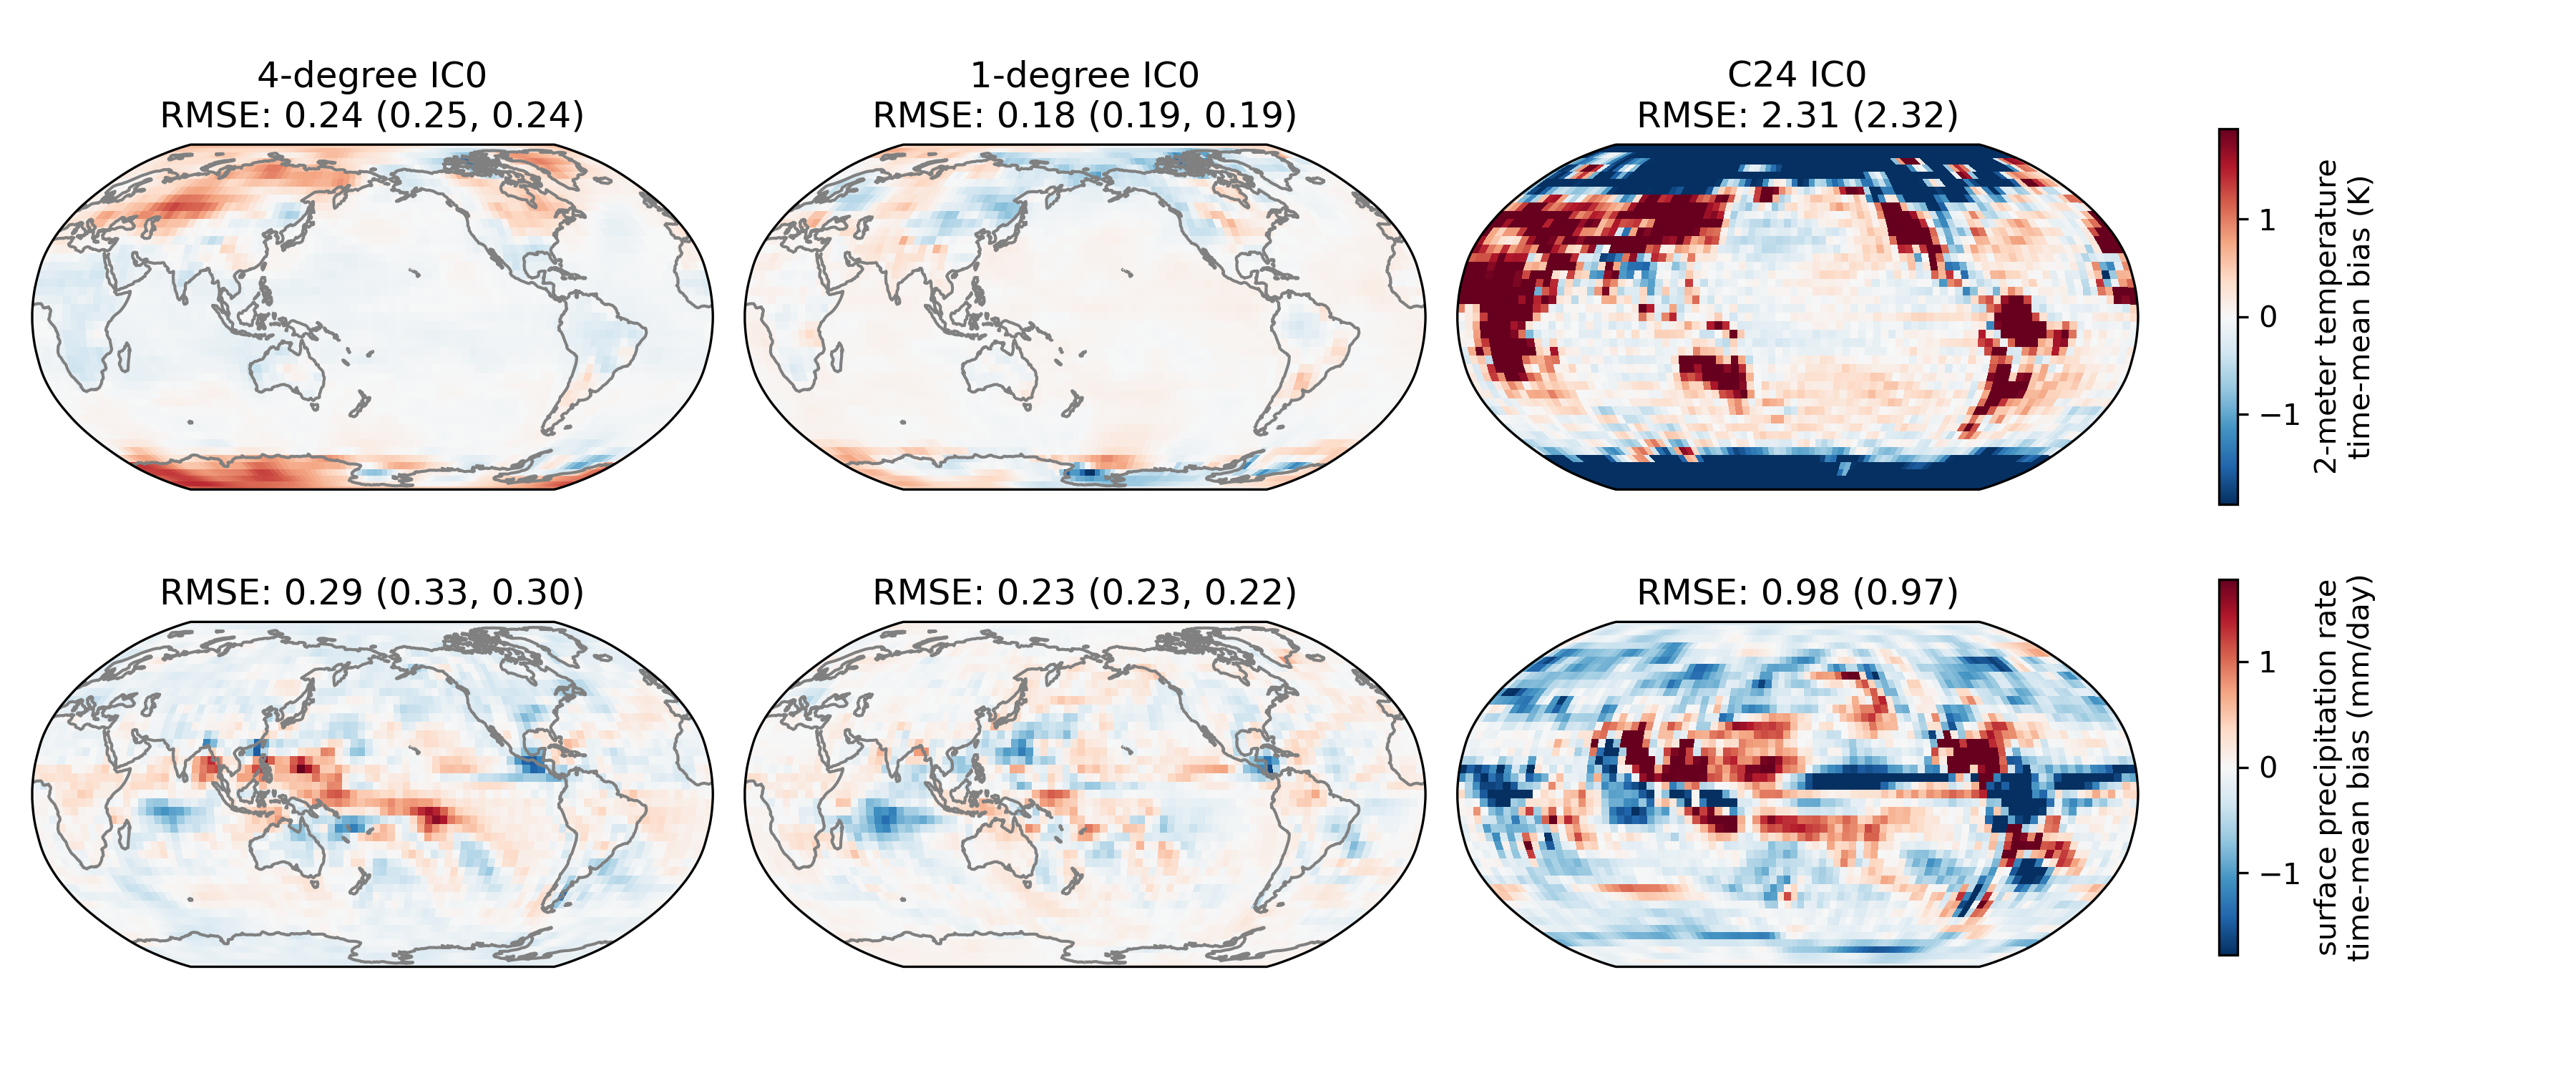 4-degree IC0
RMSE: 0.24 (0.25, 0.24)
1-degree IC0
RMSE: 0.18 (0.19, 0.19)
C24 IC0
RMSE: 2.31 (2.32)
1
0
−1
2-meter temperature
time-mean bias (K)
RMSE: 0.29 (0.33, 0.30)
RMSE: 0.23 (0.23, 0.22)
RMSE: 0.98 (0.97)
1
0
−1
surface precipitation rate
time-mean bias (mm/day)